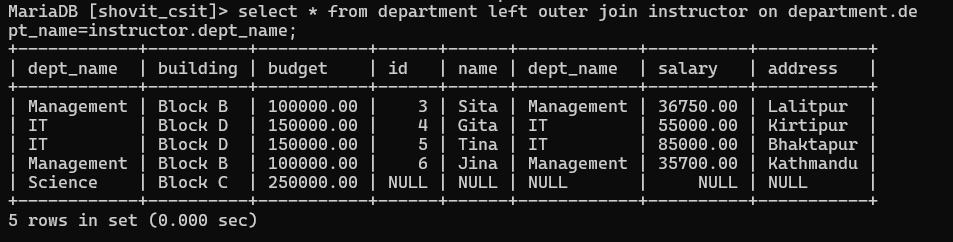 MariaDB [shovit_csit]> select * from department left outer join instructor on department.de
pt_name=instructor.dept_name;
+------------+----------+-----------+------+------+------------+----------+-----------+
| dept_name  | building | budget    | id   | name | dept_name  | salary   | address   |
+------------+----------+-----------+------+------+------------+----------+-----------+
| Management | Block B  | 100000.00 |    3 | Sita | Management | 36750.00 | Lalitpur  |
| IT         | Block D  | 150000.00 |    4 | Gita | IT         | 55000.00 | Kirtipur  |
| IT         | Block D  | 150000.00 |    5 | Tina | IT         | 85000.00 | Bhaktapur |
| Management | Block B  | 100000.00 |    6 | Jina | Management | 35700.00 | Kathmandu |
| Science    | Block C  | 250000.00 | NULL | NULL | NULL       |     NULL | NULL      |
+------------+----------+-----------+------+------+------------+----------+-----------+
5 rows in set (0.000 sec)